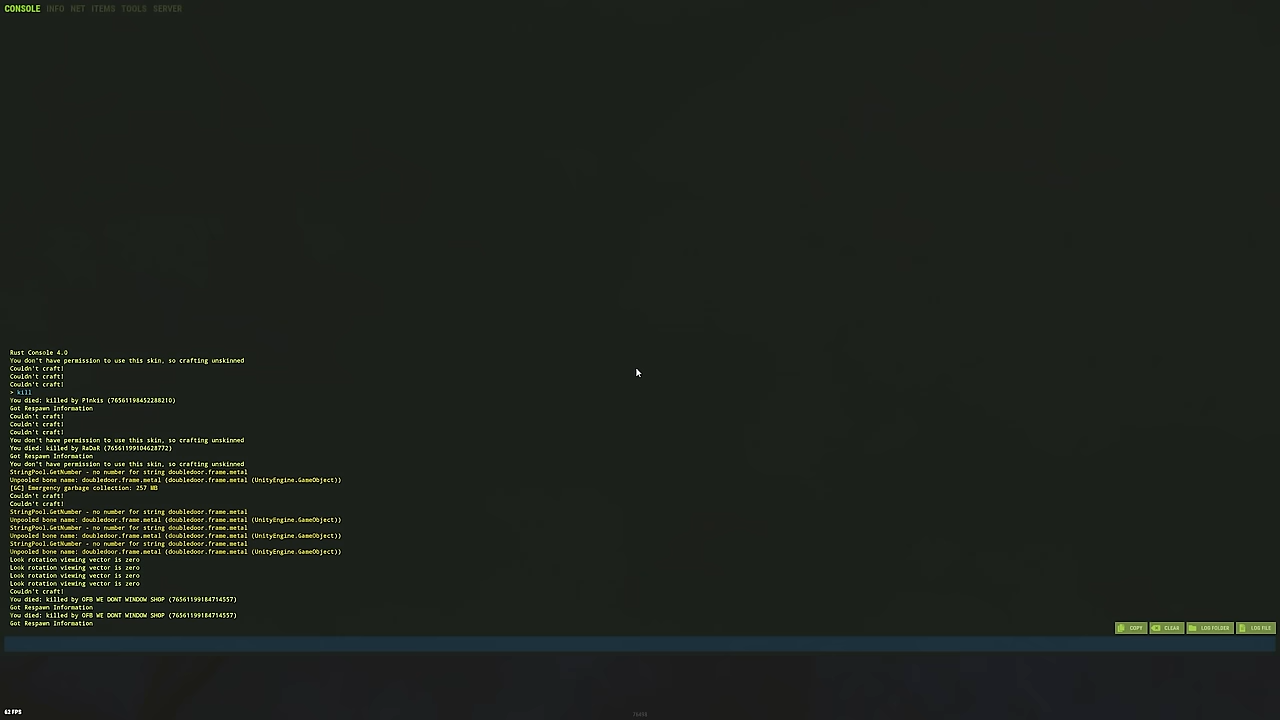 CONSOLE INFO NET ITEMS TOOLS SERVER
Rust Console 4.0
You don't have permission to use this skin, so crafting unskinned
Couldn't craft!
Couldn't craft!
Couldn't craft!
> kill
You died: killed by P1nkis (76561198452288210)
Got Respawn Information
Couldn't craft!
Couldn't craft!
Couldn't craft!
You don't have permission to use this skin, so crafting unskinned
You died: killed by RaDaR (76561199104628772)
Got Respawn Information
You don't have permission to use this skin, so crafting unskinned
StringPool.GetNumber - no number for string doubledoor.frame.metal
Unpooled bone name: doubledoor.frame.metal (doubledoor.frame.metal (UnityEngine.GameObject))
[GC] Emergency garbage collection: 257 MB
Couldn't craft!
Couldn't craft!
StringPool.GetNumber - no number for string doubledoor.frame.metal
Unpooled bone name: doubledoor.frame.metal (doubledoor.frame.metal (UnityEngine.GameObject))
StringPool.GetNumber - no number for string doubledoor.frame.metal
Unpooled bone name: doubledoor.frame.metal (doubledoor.frame.metal (UnityEngine.GameObject))
StringPool.GetNumber - no number for string doubledoor.frame.metal
Unpooled bone name: doubledoor.frame.metal (doubledoor.frame.metal (UnityEngine.GameObject))
Look rotation viewing vector is zero
Look rotation viewing vector is zero
Look rotation viewing vector is zero
Look rotation viewing vector is zero
Couldn't craft!
You died: killed by OFB WE DONT WINDOW SHOP (76561199184714557)
Got Respawn Information
You died: killed by OFB WE DONT WINDOW SHOP (76561199184714557)
Got Respawn Information
COPY CLEAR LOG FOLDER LOG FILE
62 FPS